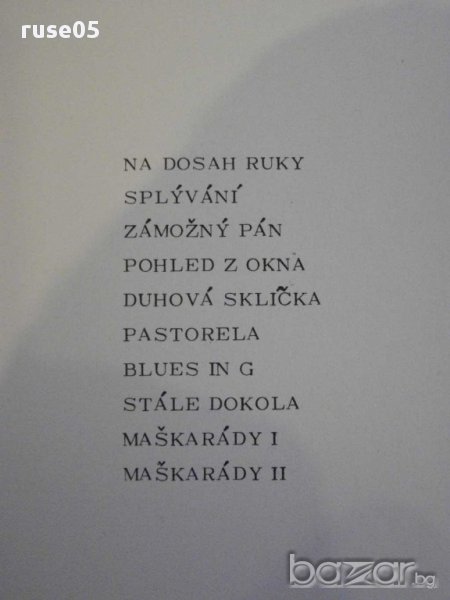 ruse05
NA DOSAH RUKY
SPLÝVÁNÍ
ZÁMOŽNÝ PÁN
POHLED Z OKNA
DUHOVÁ SKLÍČKA
PASTORELA
BLUES IN G
STÁLE DOKOLA
MAŠKARÁDY I
MAŠKARÁDY II
bazar.bg